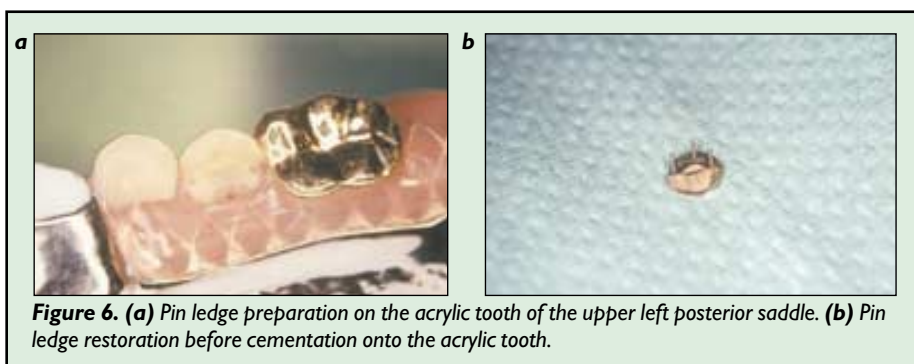 a
b
Figure 6. (a) Pin ledge preparation on the acrylic tooth of the upper left posterior saddle. (b) Pin
ledge restoration before cementation onto the acrylic tooth.